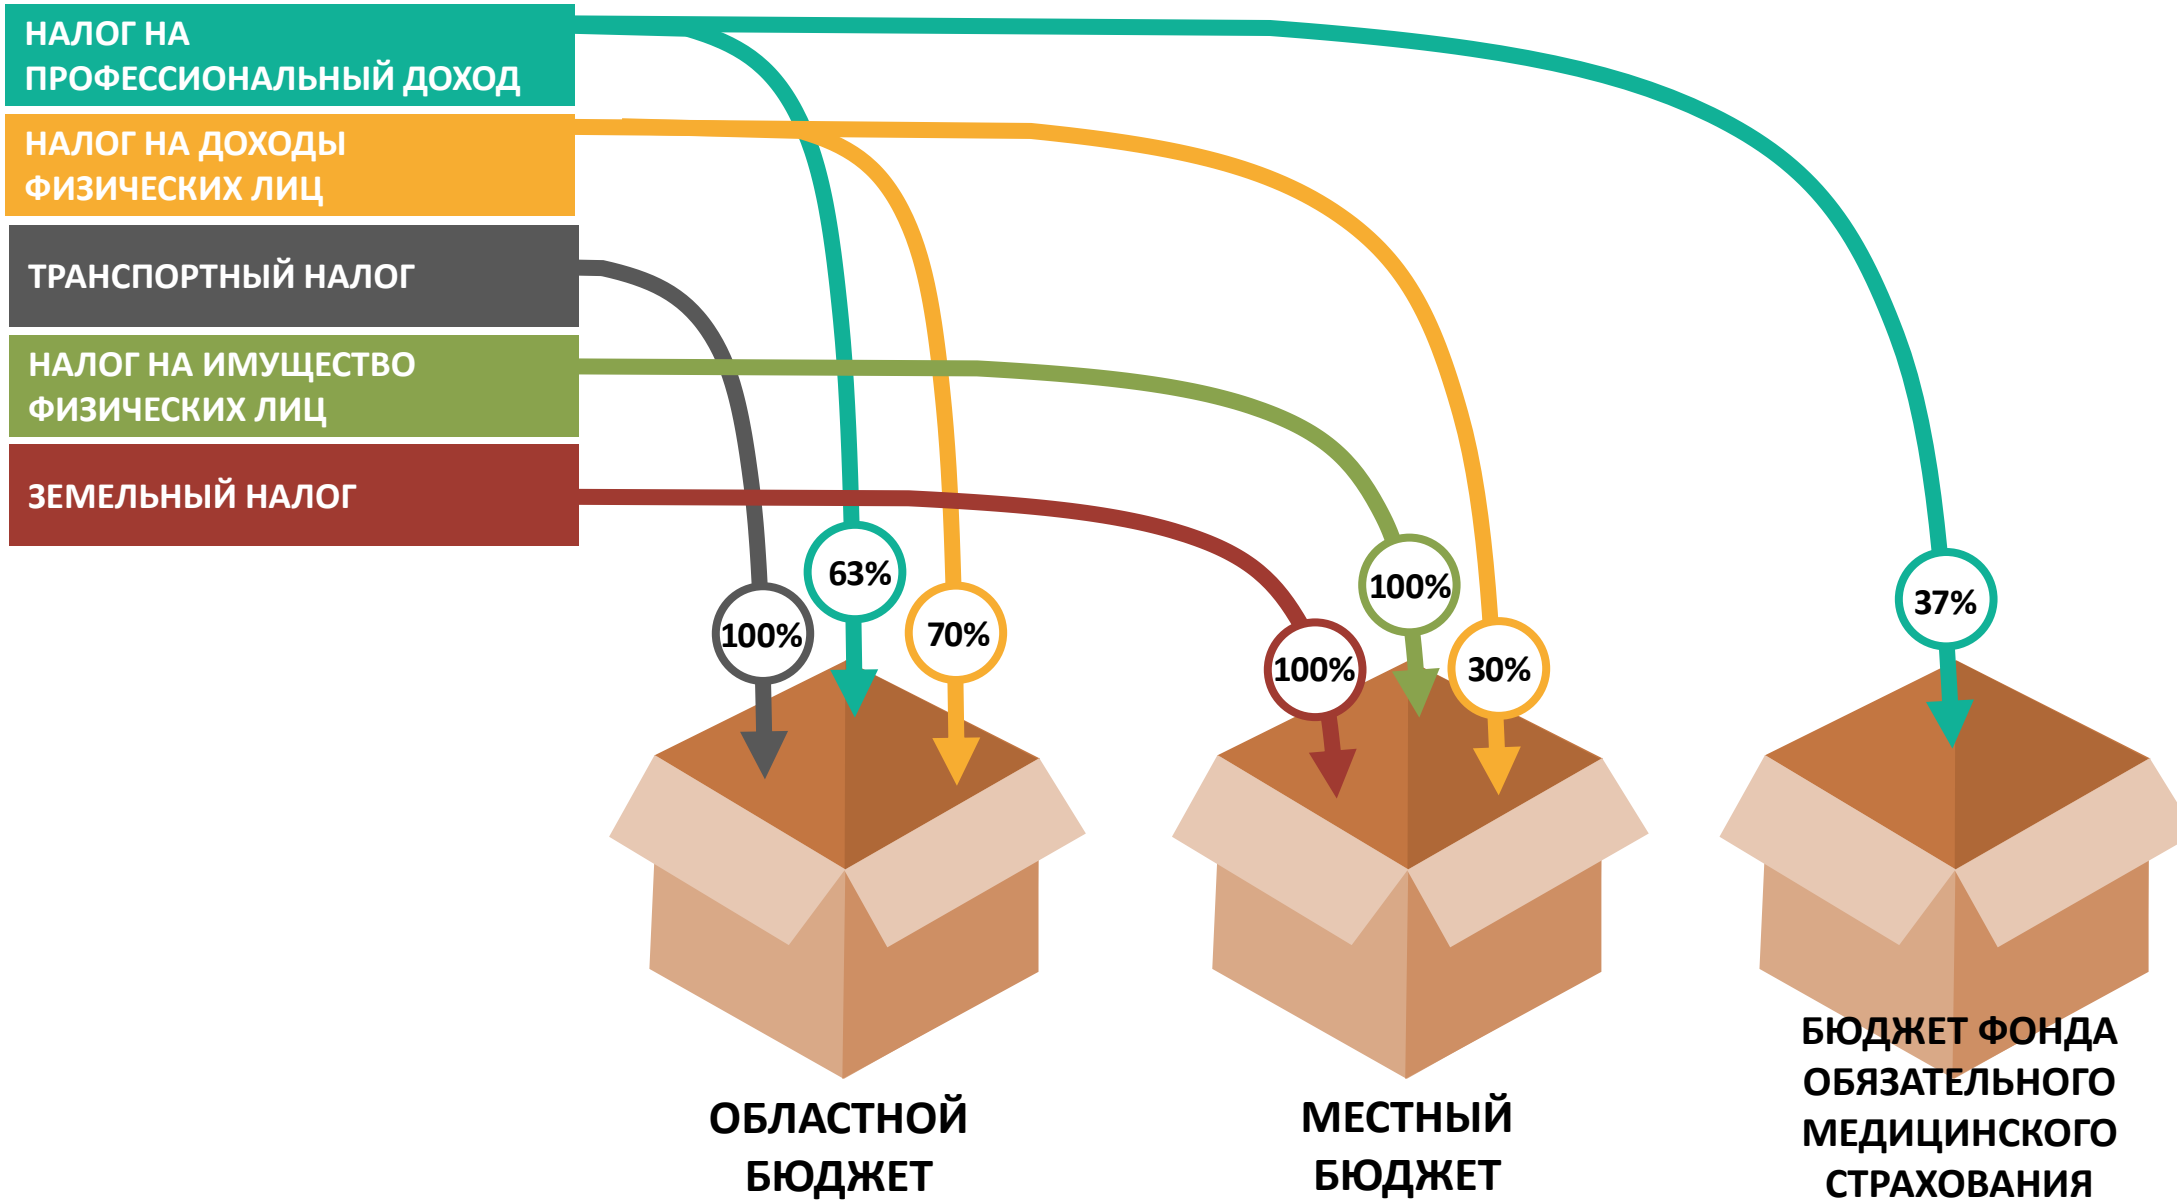 НАЛОГ НА
ПРОФЕССИОНАЛЬНЫЙ ДОХОД
НАЛОГ НА ДОХОДЫ
ФИЗИЧЕСКИХ ЛИЦ
ТРАНСПОРТНЫЙ НАЛОГ
НАЛОГ НА ИМУЩЕСТВО
ФИЗИЧЕСКИХ ЛИЦ
ЗЕМЕЛЬНЫЙ НАЛОГ
100%
63%
70%
100%
100%
30%
37%
ОБЛАСТНОЙ
БЮДЖЕТ
МЕСТНЫЙ
БЮДЖЕТ
БЮДЖЕТ ФОНДА
ОБЯЗАТЕЛЬНОГО
МЕДИЦИНСКОГО
СТРАХОВАНИЯ